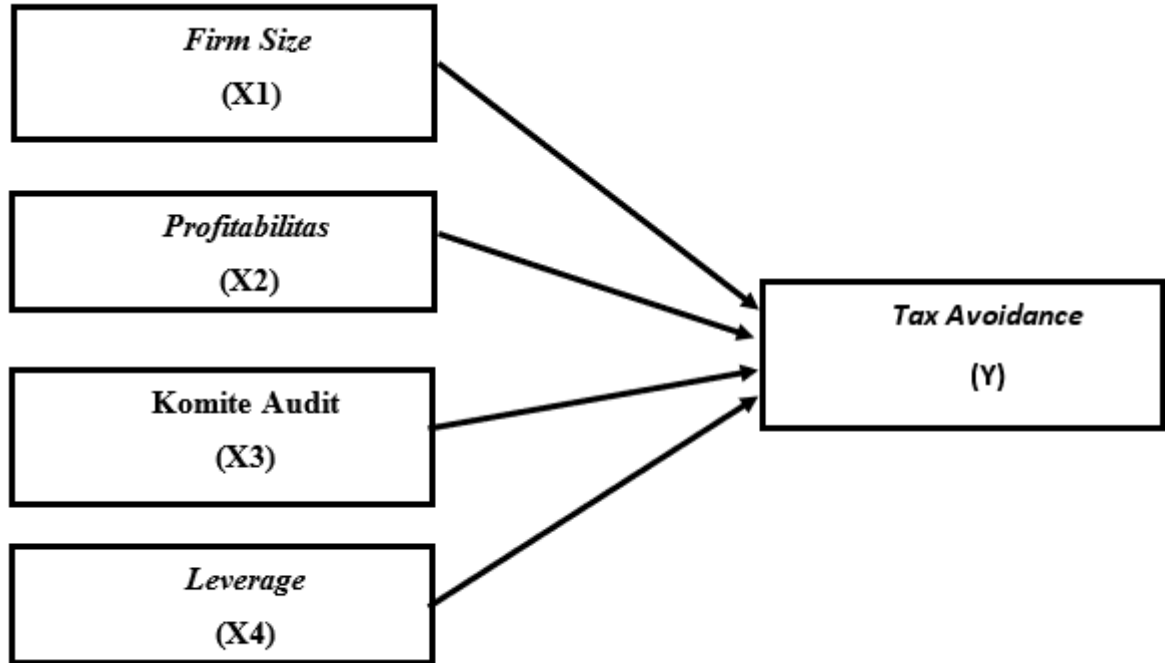 Firm Size
(X1)
Profitabilitas
(X2)
Komite Audit
(X3)
Leverage
(X4)
Tax Avoidance
(Y)